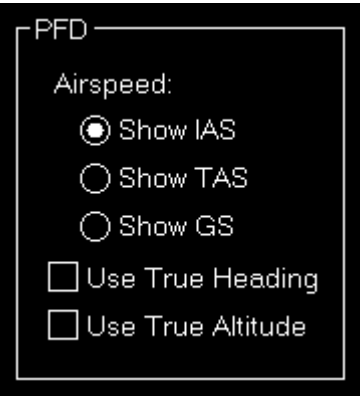 PFD
Airspeed:
Show IAS
Show TAS
Show GS
Use True Heading
Use True Altitude